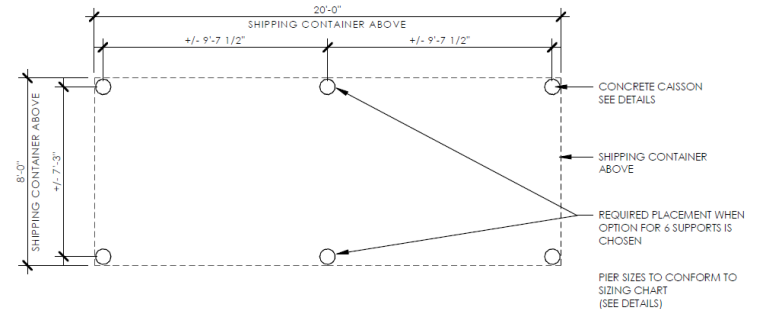 20'-0"
SHIPPING CONTAINER ABOVE
+/- 9'-7 1/2"
+/- 9'-7 1/2"
8'-0"
SHIPPING CONTAINER ABOVE
+/- 7'-3"
CONCRETE CAISSON
SEE DETAILS
SHIPPING CONTAINER
ABOVE
REQUIRED PLACEMENT WHEN
OPTION FOR 6 SUPPORTS IS
CHOSEN
PIER SIZES TO CONFORM TO
SIZING CHART
(SEE DETAILS)